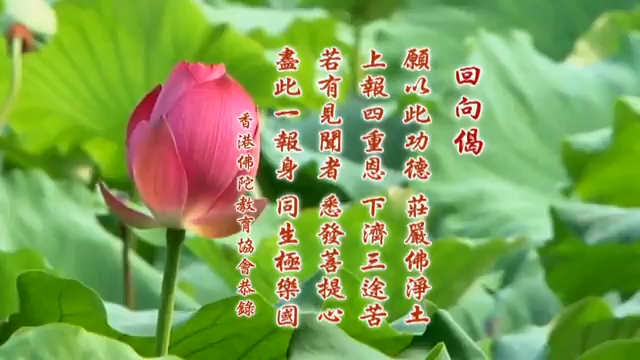 回向偈
願以此功德 莊嚴佛淨土
上報四重恩 下濟三途苦
若有見聞者 悉發菩提心
盡此一報身 同生極樂國
香港佛陀教育協會恭錄